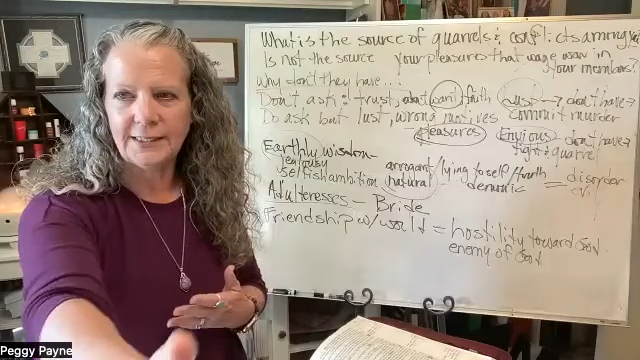 What is the source of quarrels & conflicts among
Is not the source your pleasures that wage war in
your members?
Why don't they have...
Don't ask : trust, want faith Lust → don't have →
Do ask but lust, wrong motives commit murder
pleasures Envious → don't have →
fight & quarrel
Earthly wisdom -
jealousy
selfish ambition arrogant natural /lying to self/truth demonic = disorder
evil
Adulteresses - Bride
Friendship w/ world = hostility toward God
enemy of God
Peggy Payne